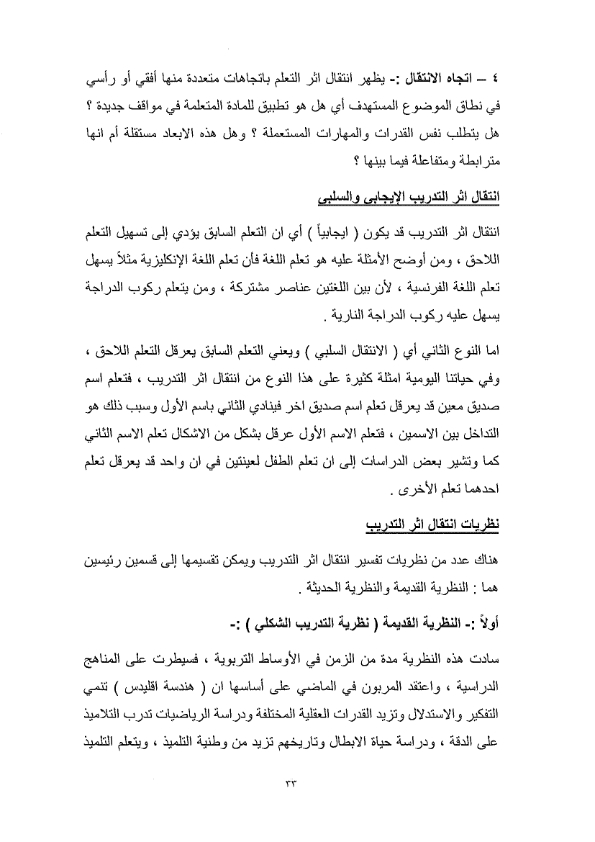 ٤ – اتجاه الانتقال :- يظهر انتقال اثر التعلم باتجاهات متعددة منها أفقي أو رأسي
في نطاق الموضوع المستهدف أي هل هو تطبيق للمادة المتعلمة في مواقف جديدة ؟
هل يتطلب نفس القدرات والمهارات المستعملة ؟ وهل هذه الابعاد مستقلة أم انها
مترابطة ومتفاعلة فيما بينها ؟
انتقال اثر التدريب الإيجابي والسلبي
انتقال اثر التدريب قد يكون ( ايجابياً ) أي ان التعلم السابق يؤدي إلى تسهيل التعلم
اللاحق ، ومن أوضح الأمثلة عليه هو تعلم اللغة فأن تعلم اللغة الإنكليزية مثلاً يسهل
تعلم اللغة الفرنسية ، لأن بين اللغتين عناصر مشتركة ، ومن يتعلم ركوب الدراجة
يسهل عليه ركوب الدراجة النارية .
اما النوع الثاني أي ( الانتقال السلبي ) ويعني التعلم السابق يعرقل التعلم اللاحق ،
وفي حياتنا اليومية امثلة كثيرة على هذا النوع من انتقال اثر التدريب ، فتعلم اسم
صديق معين قد يعرقل تعلم اسم صديق اخر فينادي الثاني باسم الأول وسبب ذلك هو
التداخل بين الاسمين ، فتعلم الاسم الأول عرقل بشكل من الاشكال تعلم الاسم الثاني
كما وتشير بعض الدراسات إلى ان تعلم الطفل لعينتين في ان واحد قد يعرقل تعلم
احدهما تعلم الأخرى .
نظريات انتقال اثر التدريب
هناك عدد من نظريات تفسير انتقال اثر التدريب ويمكن تقسيمها إلى قسمين رئيسين
هما : النظرية القديمة والنظرية الحديثة .
أولاً :- النظرية القديمة ( نظرية التدريب الشكلي ) :-
سادت هذه النظرية مدة من الزمن في الأوساط التربوية ، فسيطرت على المناهج
الدراسية ، واعتقد المربون في الماضي على أساسها ان ( هندسة اقليدس ) تنمي
التفكير والاستدلال وتزيد القدرات العقلية المختلفة ودراسة الرياضيات تدرب التلاميذ
على الدقة ، ودراسة حياة الابطال وتاريخهم تزيد من وطنية التلميذ ، ويتعلم التلميذ
٣٣